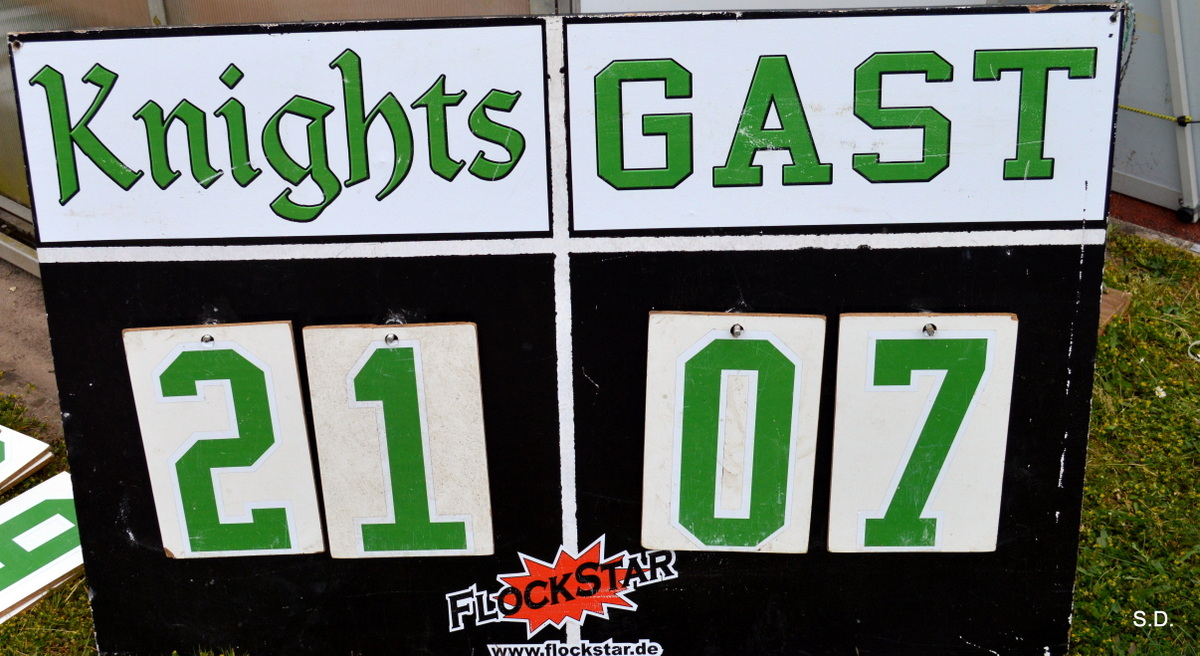 Knights GAST
21 07
FLOCKSTAR
www.flockstar.de
S.D.